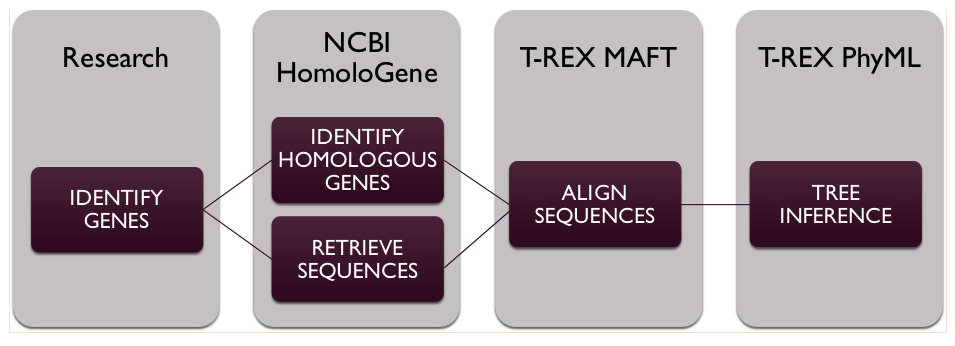 Research
IDENTIFY
GENES
NCBI
HomoloGene
IDENTIFY
HOMOLOGOUS
GENES
RETRIEVE
SEQUENCES
T-REX MAFT
ALIGN
SEQUENCES
T-REX PhyML
TREE
INFERENCE